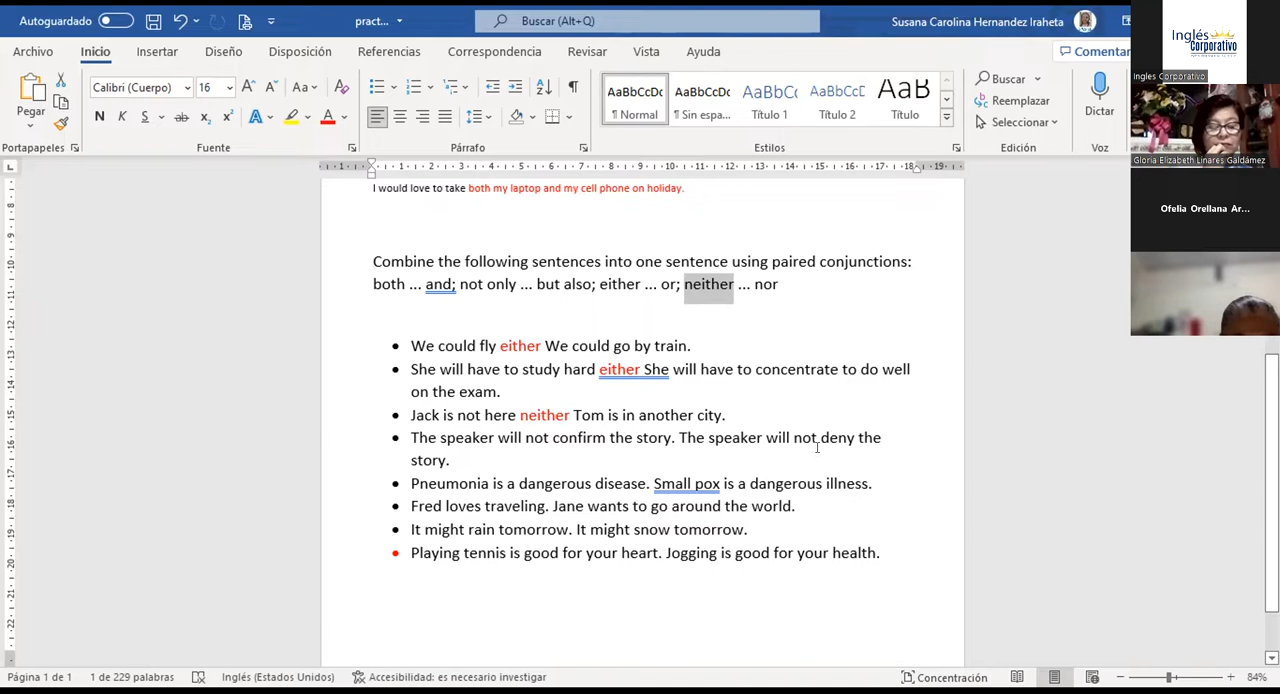 Autoguardado
pract...
Buscar (Alt+Q)
Susana Carolina Hernandez Iraheta
Archivo Inicio Insertar Diseño Disposición Referencias Correspondencia Revisar Vista Ayuda
Comentar
Pegar
Calibri (Cuerpo) 16
N K S ab x₂ x²
Portapapeles
Fuente
Párrafo
AaBbCcDc
¶ Normal
AaBbCcDc
¶ Sin espa...
AaBbCc
Título 1
AaBbCcD
Título 2
AaB
Título
Estilos
Buscar
Reemplazar
Seleccionar
Edición
Dictar
Voz
Inglés
Corporativo
Ingles Corporativo
Gloria Elizabeth Linares Galdámez
Ofelia Orellana Ar...
I would love to take both my laptop and my cell phone on holiday.
Combine the following sentences into one sentence using paired conjunctions:
both ... and; not only ... but also; either ... or; neither ... nor
• We could fly either We could go by train.
• She will have to study hard either She will have to concentrate to do well
on the exam.
• Jack is not here neither Tom is in another city.
• The speaker will not confirm the story. The speaker will not deny the
story.
• Pneumonia is a dangerous disease. Small pox is a dangerous illness.
• Fred loves traveling. Jane wants to go around the world.
• It might rain tomorrow. It might snow tomorrow.
• Playing tennis is good for your heart. Jogging is good for your health.
Página 1 de 1 1 de 229 palabras Inglés (Estados Unidos) Accesibilidad: es necesario investigar
Concentración
84%